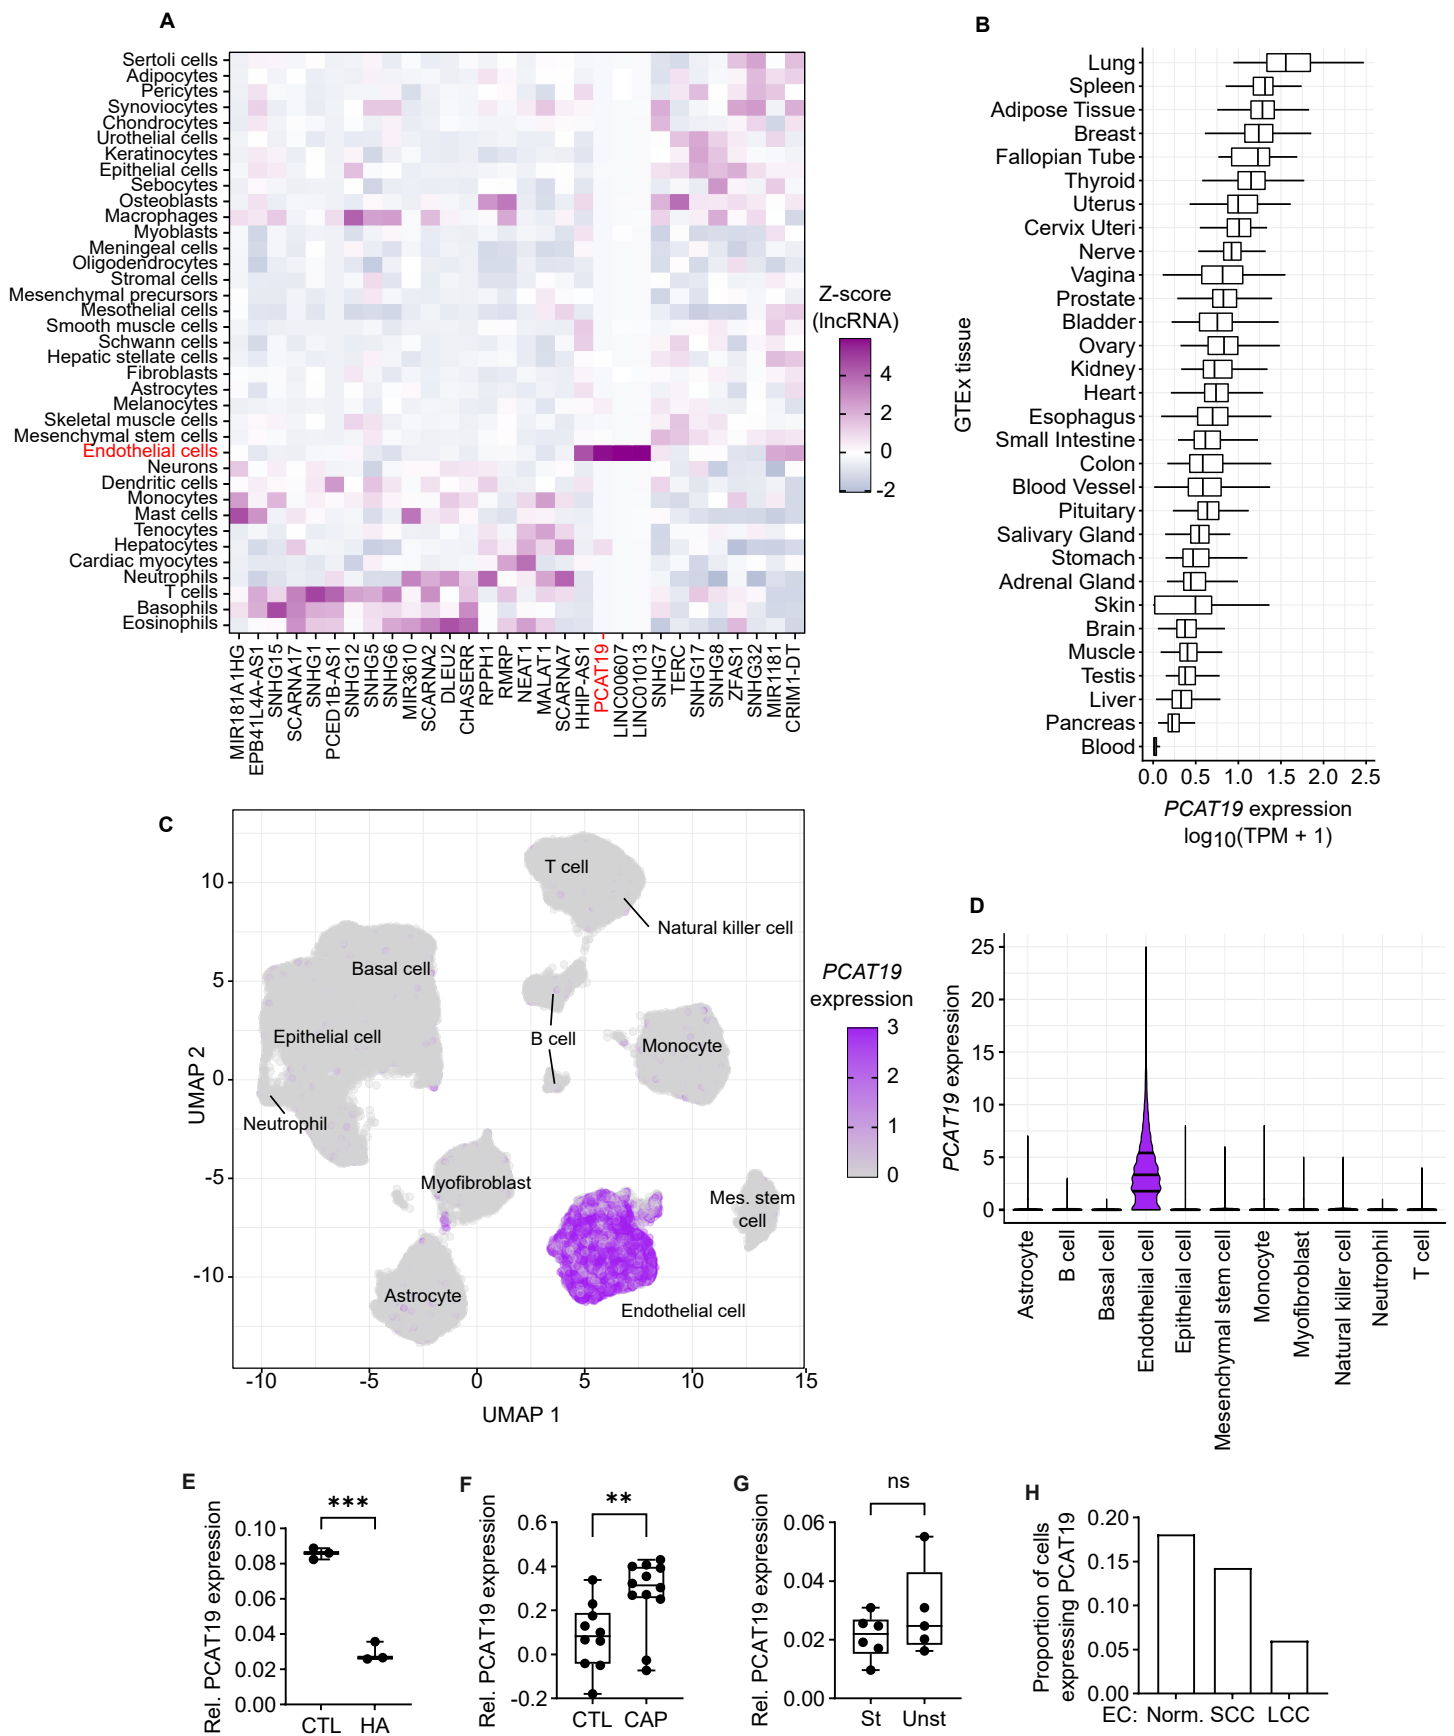 A
Sertoli cells
Adipocytes
Pericytes
Synoviocytes
Chondrocytes
Urothelial cells
Keratinocytes
Epithelial cells
Sebocytes
Osteoblasts
Macrophages
Myoblasts
Meningeal cells
Oligodendrocytes
Stromal cells
Mesenchymal precursors
Mesothelial cells
Smooth muscle cells
Schwann cells
Hepatic stellate cells
Fibroblasts
Astrocytes
Melanocytes
Skeletal muscle cells
Mesenchymal stem cells
Endothelial cells
Neurons
Dendritic cells
Monocytes
Mast cells
Tenocytes
Hepatocytes
Cardiac myocytes
Neutrophils
T cells
Basophils
Eosinophils
MIR181A1HG
EPB41L4A-AS1
SNHG15
SCARNA17
SNHG1
PCED1B-AS1
SNHG12
SNHG5
SNHG6
MIR3610
SCARNA2
DLEU2
CHASERR
RPPH1
RMRP
NEAT1
MALAT1
SCARNA7
HHIP-AS1
PCAT19
LINC00607
LINC01013
SNHG7
TERC
SNHG17
SNHG8
ZFAS1
SNHG32
MIR1181
CRIM1-DT
Z-score
(lncRNA)
4
2
0
-2
B
GTEx tissue
Lung
Spleen
Adipose Tissue
Breast
Fallopian Tube
Thyroid
Uterus
Cervix Uteri
Nerve
Vagina
Prostate
Bladder
Ovary
Kidney
Heart
Esophagus
Small Intestine
Colon
Blood Vessel
Pituitary
Salivary Gland
Stomach
Adrenal Gland
Skin
Brain
Muscle
Testis
Liver
Pancreas
Blood
0.0 0.5 1.0 1.5 2.0 2.5
PCAT19 expression
log10(TPM + 1)
C
UMAP 2
10
5
0
-5
-10
T cell
Natural killer cell
Basal cell
Epithelial cell
B cell
Monocyte
Neutrophil
Myofibroblast
Mes. stem
cell
Astrocyte
Endothelial cell
-10 -5 0 5 10 15
UMAP 1
PCAT19
expression
3
2
1
0
D
PCAT19 expression
25
20
15
10
5
0
Astrocyte
B cell
Basal cell
Endothelial cell
Epithelial cell
Mesenchymal stem cell
Monocyte
Myofibroblast
Natural killer cell
Neutrophil
T cell
E
Rel. PCAT19 expression
***
0.10
0.08
0.06
0.04
0.02
0.00
CTL HA
F
Rel. PCAT19 expression
**
0.6
0.4
0.2
0.0
-0.2
CTL CAP
G
Rel. PCAT19 expression
ns
0.06
0.04
0.02
0.00
St Unst
H
Proportion of cells
expressing PCAT19
0.20
0.15
0.10
0.05
0.00
EC: Norm. SCC LCC